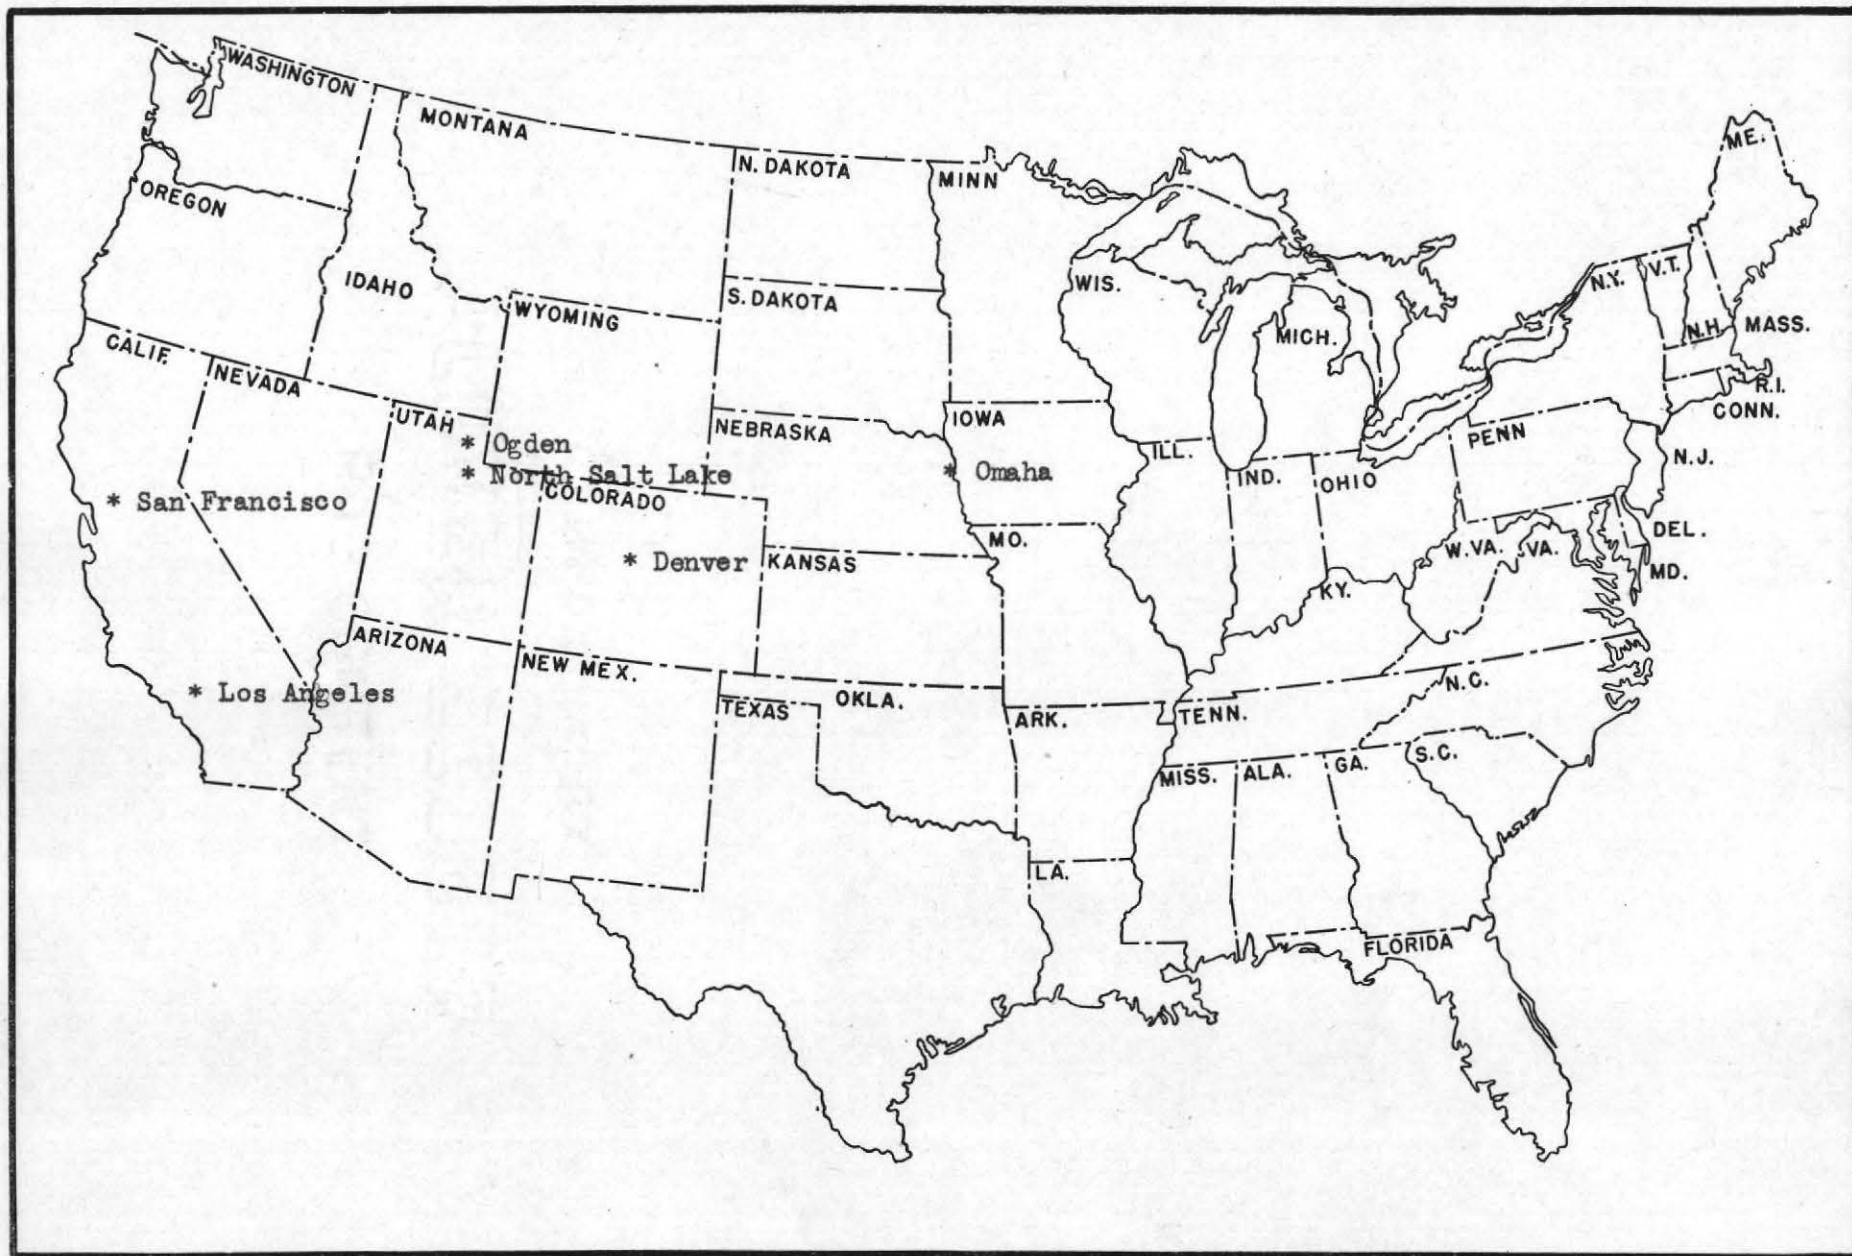 WASHINGTON
MONTANA
N. DAKOTA
MINN
ME.
OREGON
IDAHO
WYOMING
S. DAKOTA
WIS.
MICH.
N.Y.
V.T.
N.H.
MASS.
R.I.
CONN.
CALIF.
NEVADA
UTAH
NEBRASKA
IOWA
ILL.
IND.
OHIO
PENN
N.J.
* Ogden
* North Salt Lake
* Omaha
* San Francisco
COLORADO
* Denver
KANSAS
MO.
KY.
W.VA.
VA.
DEL.
MD.
ARIZONA
NEW MEX.
* Los Angeles
TEXAS
OKLA.
ARK.
TENN.
N.C.
S.C.
MISS.
ALA.
GA.
LA.
FLORIDA